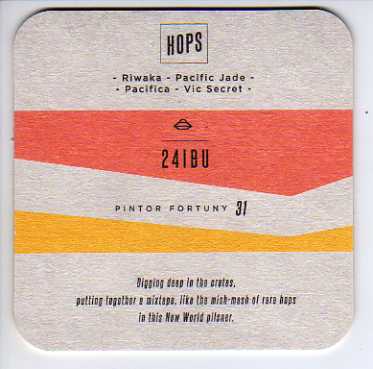 HOPS
- Riwaka - Pacific Jade -
- Pacifica - Vic Secret -
24IBU
PINTOR FORTUNY 31
Digging deep in the crates,
putting together a mixtape, like the mish-mash of rare hops
in this New World pilsner.